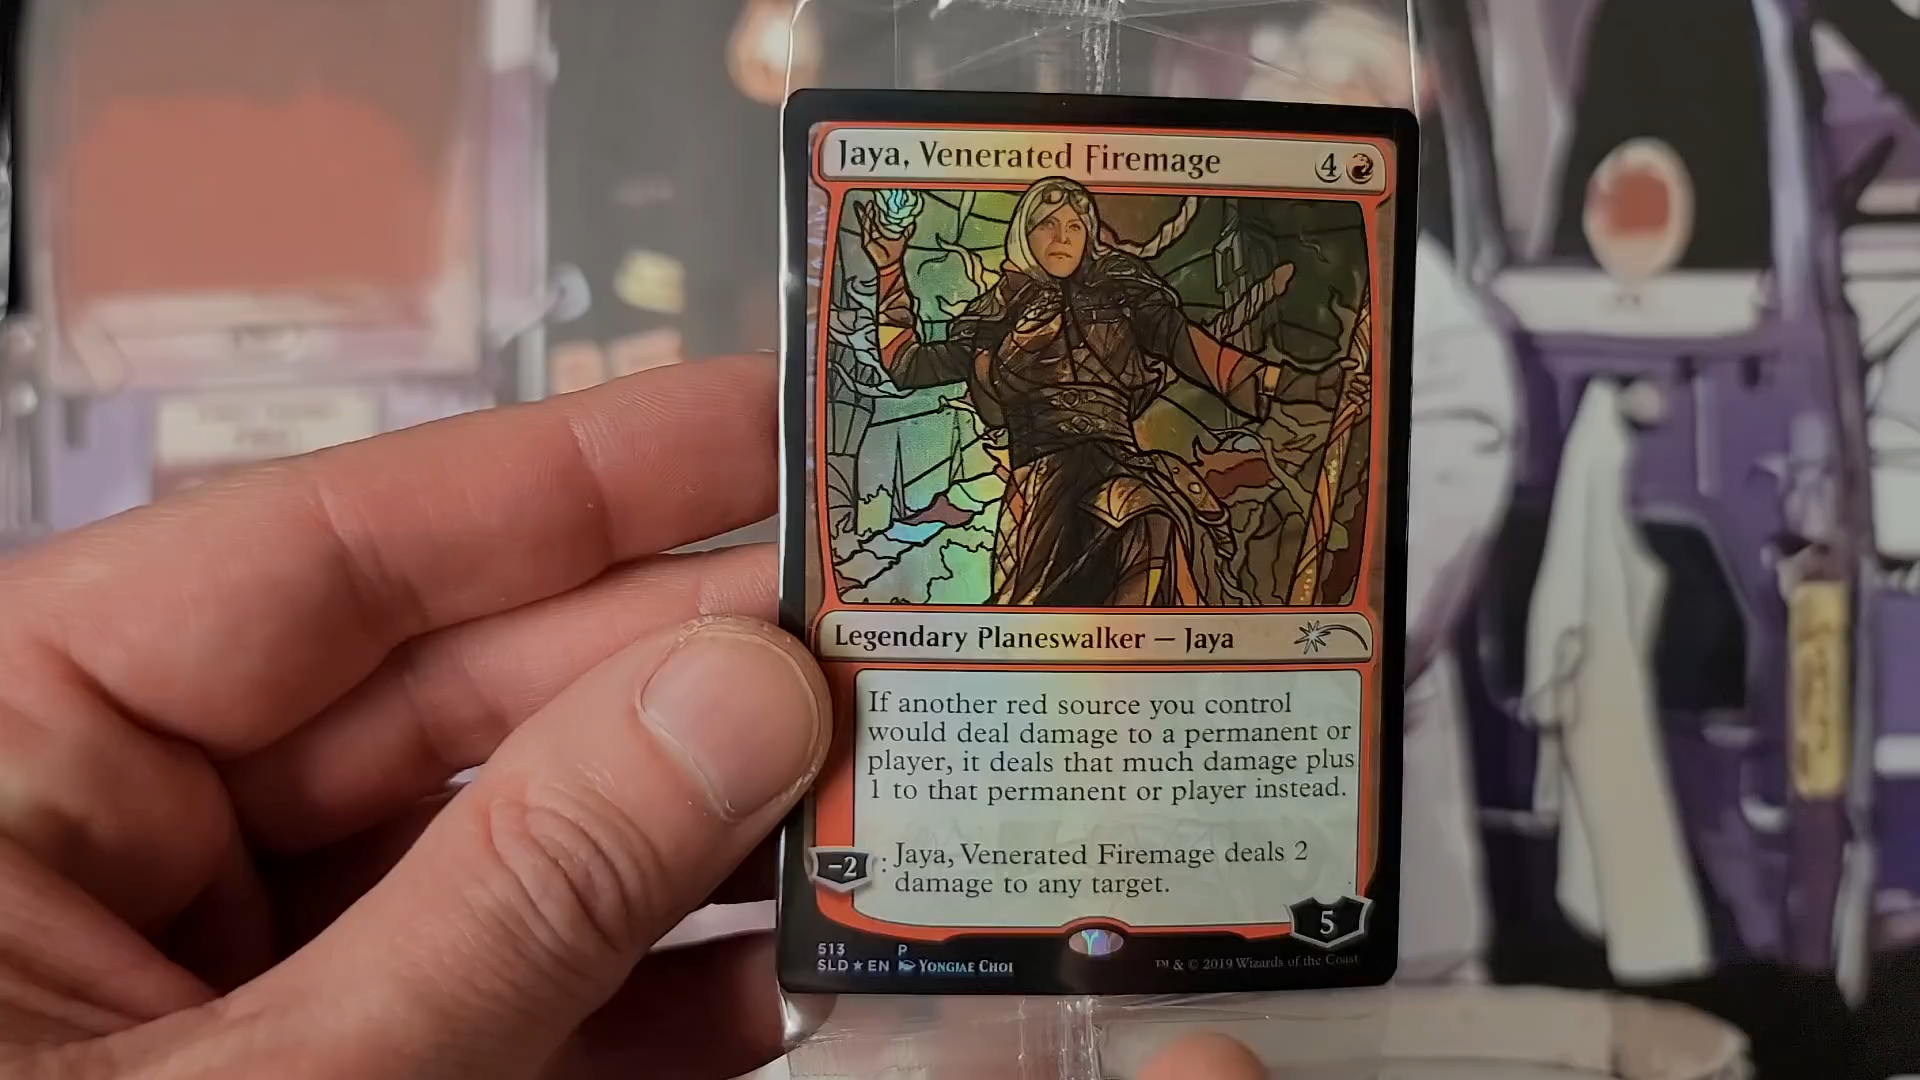 Jaya, Venerated Firemage 4
Legendary Planeswalker — Jaya
If another red source you control
would deal damage to a permanent or
player, it deals that much damage plus
1 to that permanent or player instead.
−2 : Jaya, Venerated Firemage deals 2
damage to any target.
5
513 P
SLD ★ EN YONGJAE CHOI
™ & © 2019 Wizards of the Coast